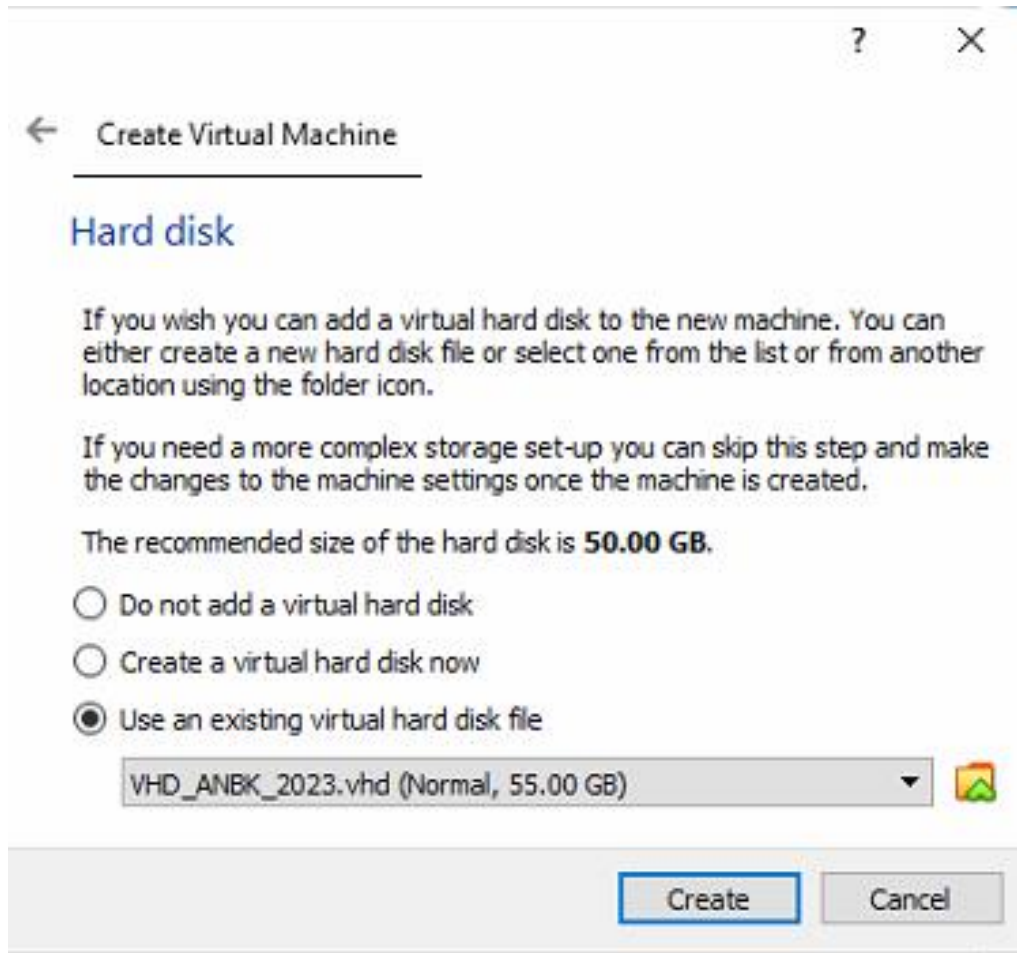 ?
Create Virtual Machine
Hard disk
If you wish you can add a virtual hard disk to the new machine. You can
either create a new hard disk file or select one from the list or from another
location using the folder icon.
If you need a more complex storage set-up you can skip this step and make
the changes to the machine settings once the machine is created.
The recommended size of the hard disk is 50.00 GB.
Do not add a virtual hard disk
Create a virtual hard disk now
Use an existing virtual hard disk file
VHD_ANBK_2023.vhd (Normal, 55.00 GB)
Create Cancel